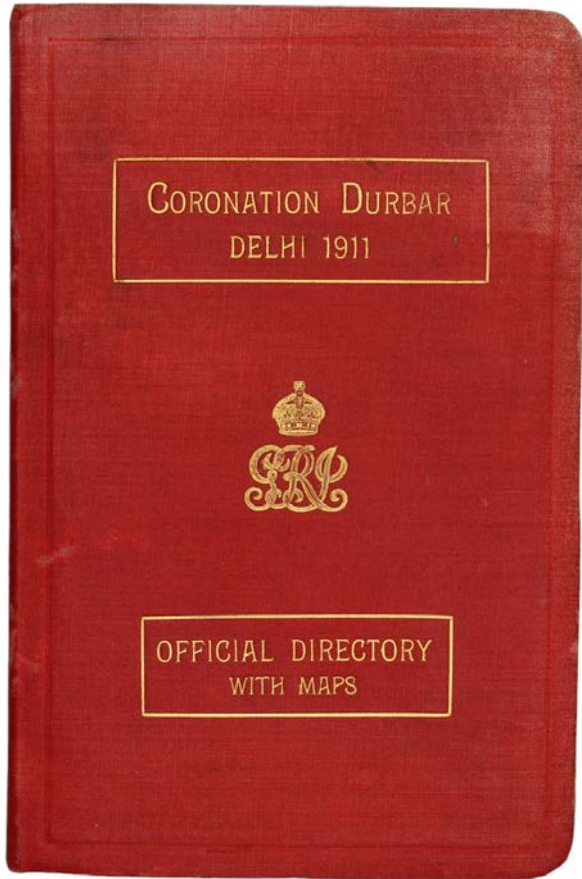 CORONATION DURBAR
DELHI 1911
GRI
OFFICIAL DIRECTORY
WITH MAPS